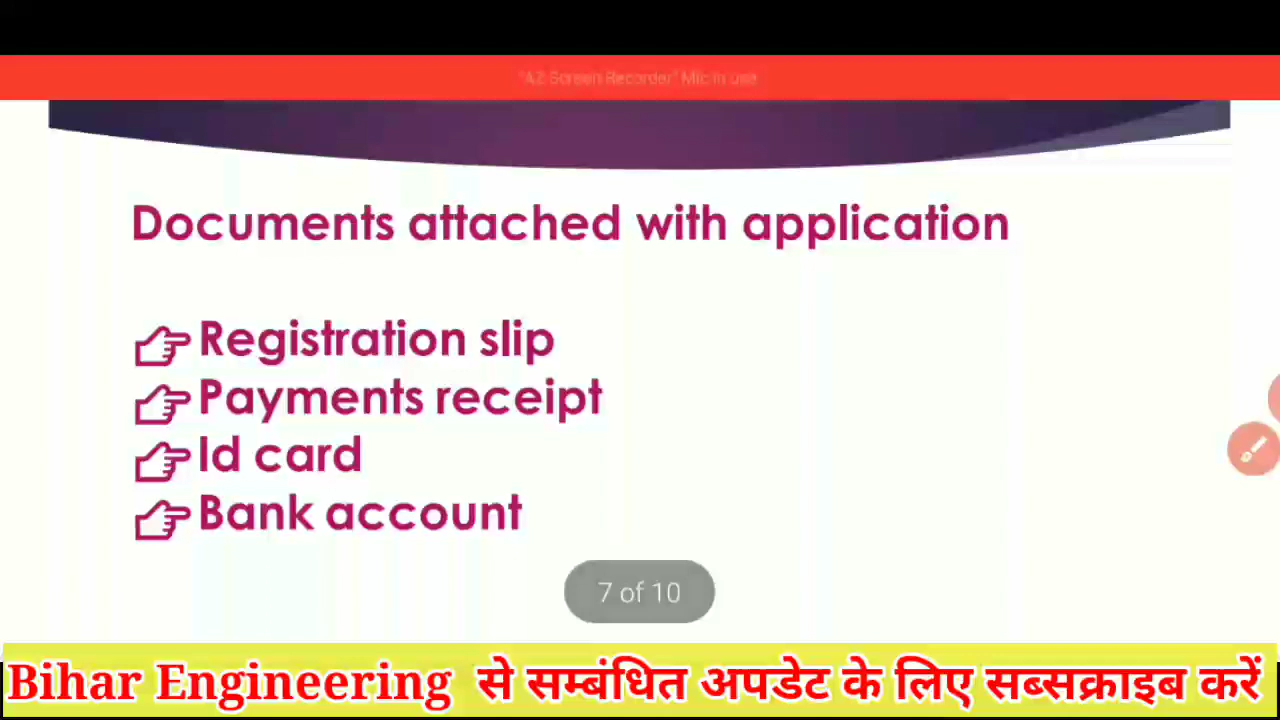 "AZ Screen Recorder" Mic in use
Documents attached with application
Registration slip
Payments receipt
Id card
Bank account
7 of 10
Bihar Engineering से सम्बंधित अपडेट के लिए सब्सक्राइब करें